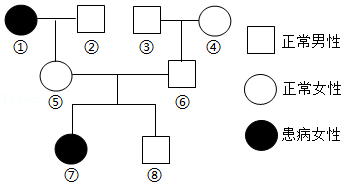 ① ② ③ ④
正常男性
⑤ ⑥
正常女性
患病女性
⑦ ⑧